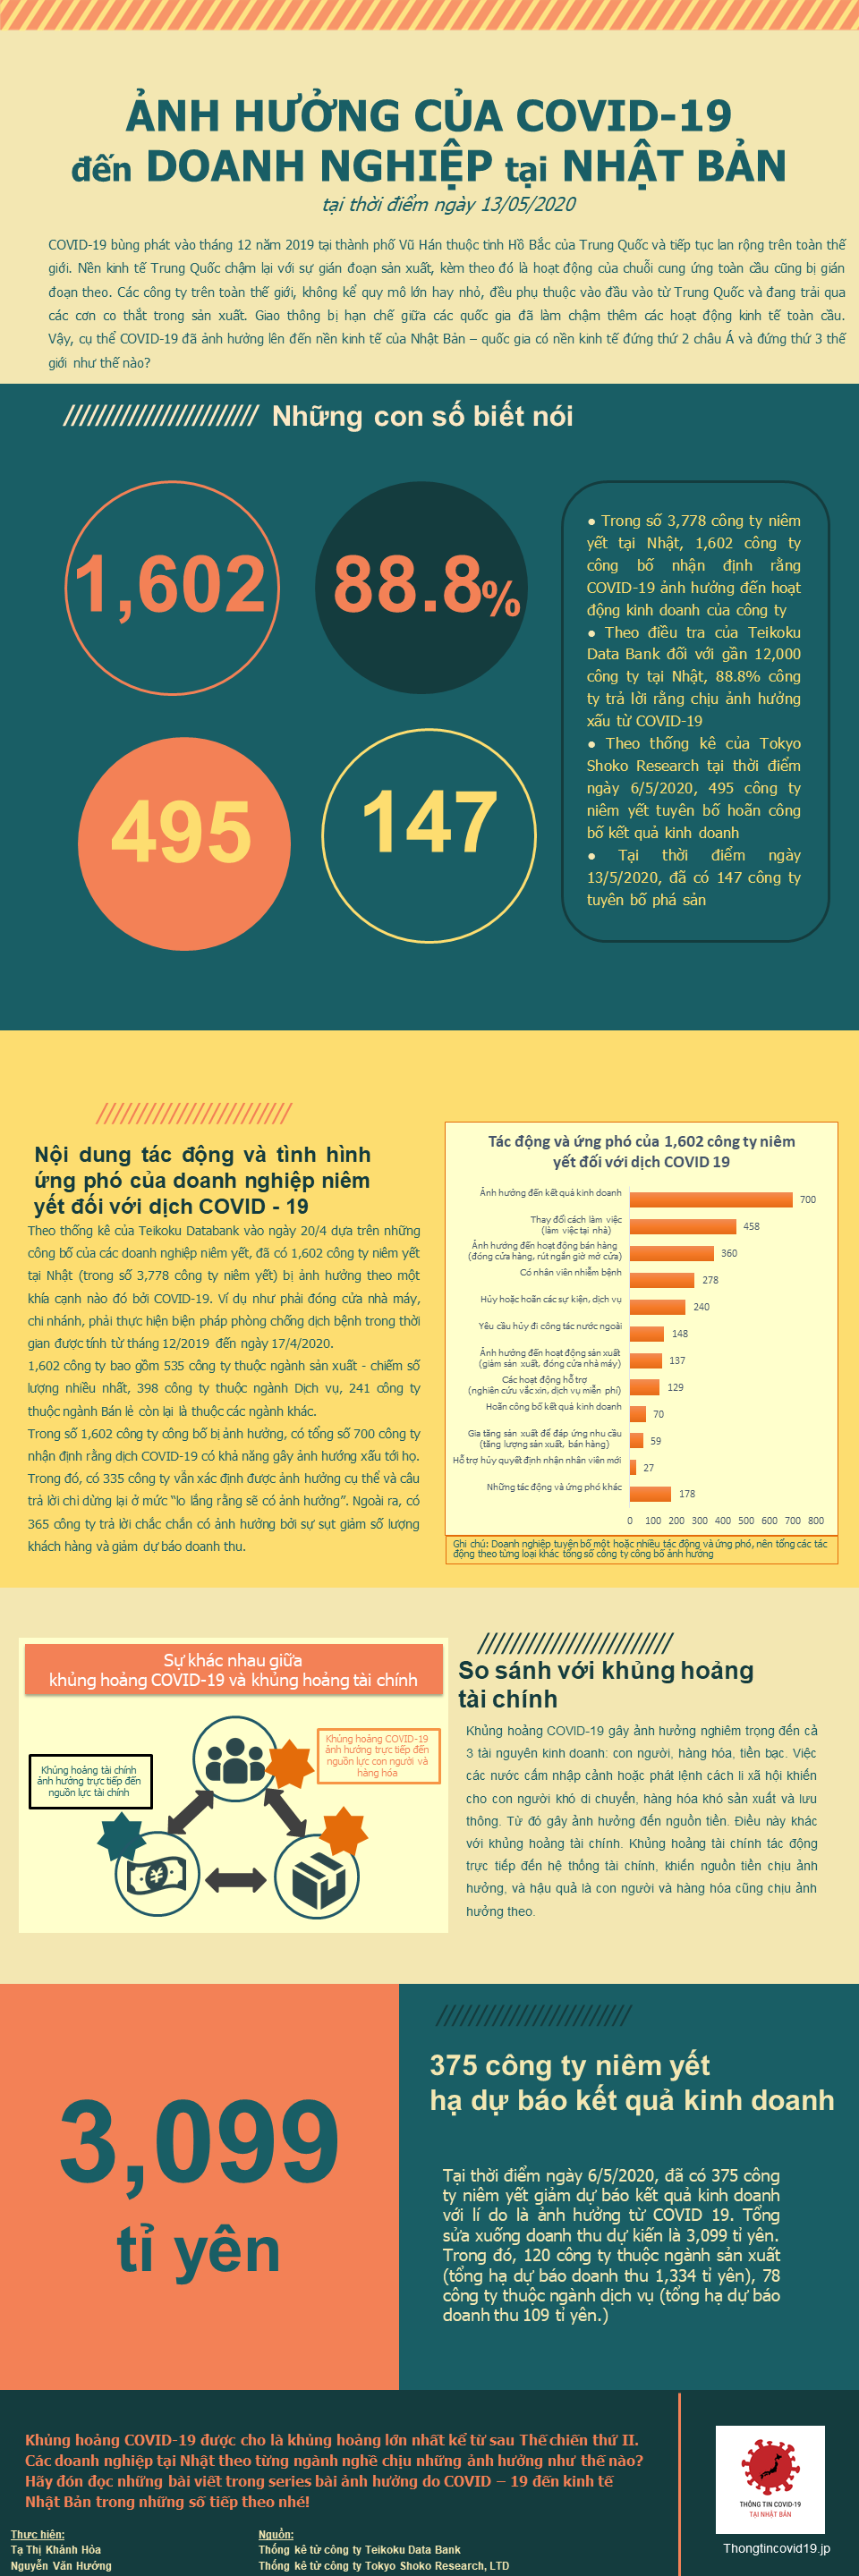 ẢNH HƯỞNG CỦA COVID-19
đến DOANH NGHIỆP tại NHẬT BẢN
tại thời điểm ngày 13/05/2020
COVID-19 bùng phát vào tháng 12 năm 2019 tại thành phố Vũ Hán thuộc tỉnh Hồ Bắc của Trung Quốc và tiếp tục lan rộng trên toàn thế
giới. Nền kinh tế Trung Quốc chậm lại với sự gián đoạn sản xuất, kèm theo đó là hoạt động của chuỗi cung ứng toàn cầu cũng bị gián
đoạn theo. Các công ty trên toàn thế giới, không kể quy mô lớn hay nhỏ, đều phụ thuộc vào đầu vào từ Trung Quốc và đang trải qua
các cơn co thắt trong sản xuất. Giao thông bị hạn chế giữa các quốc gia đã làm chậm thêm các hoạt động kinh tế toàn cầu.
Vậy, cụ thể COVID-19 đã ảnh hưởng lên đến nền kinh tế của Nhật Bản – quốc gia có nền kinh tế đứng thứ 2 châu Á và đứng thứ 3 thế
giới như thế nào?
Những con số biết nói
1,602
88.8%
495
147
● Trong số 3,778 công ty niêm
yết tại Nhật, 1,602 công ty
công bố nhận định rằng
COVID-19 ảnh hưởng đến hoạt
động kinh doanh của công ty
● Theo điều tra của Teikoku
Data Bank đối với gần 12,000
công ty tại Nhật, 88.8% công
ty trả lời rằng chịu ảnh hưởng
xấu từ COVID-19
● Theo thống kê của Tokyo
Shoko Research tại thời điểm
ngày 6/5/2020, 495 công ty
niêm yết tuyên bố hoãn công
bố kết quả kinh doanh
● Tại thời điểm ngày
13/5/2020, đã có 147 công ty
tuyên bố phá sản
Nội dung tác động và tình hình
ứng phó của doanh nghiệp niêm
yết đối với dịch COVID - 19
Theo thống kê của Teikoku Databank vào ngày 20/4 dựa trên những
công bố của các doanh nghiệp niêm yết, đã có 1,602 công ty niêm yết
tại Nhật (trong số 3,778 công ty niêm yết) bị ảnh hưởng theo một
khía cạnh nào đó bởi COVID-19. Ví dụ như phải đóng cửa nhà máy,
chi nhánh, phải thực hiện biện pháp phòng chống dịch bệnh trong thời
gian được tính từ tháng 12/2019 đến ngày 17/4/2020.
1,602 công ty bao gồm 535 công ty thuộc ngành sản xuất - chiếm số
lượng nhiều nhất, 398 công ty thuộc ngành Dịch vụ, 241 công ty
thuộc ngành Bán lẻ còn lại là thuộc các ngành khác.
Trong số 1,602 công ty công bố bị ảnh hưởng, có tổng số 700 công ty
nhận định rằng dịch COVID-19 có khả năng gây ảnh hưởng xấu tới họ.
Trong đó, có 335 công ty vẫn xác định được ảnh hưởng cụ thể và câu
trả lời chỉ dừng lại ở mức “lo lắng rằng sẽ có ảnh hưởng”. Ngoài ra, có
365 công ty trả lời chắc chắn có ảnh hưởng bởi sự sụt giảm số lượng
khách hàng và giảm dự báo doanh thu.
Tác động và ứng phó của 1,602 công ty niêm
yết đối với dịch COVID 19
Ảnh hưởng đến kết quả kinh doanh 700
Thay đổi cách làm việc
(làm việc tại nhà) 458
Ảnh hưởng đến hoạt động bán hàng
(đóng cửa hàng, rút ngắn giờ mở cửa) 360
Có nhân viên nhiễm bệnh 278
Hủy hoặc hoãn các sự kiện, dịch vụ 240
Yêu cầu hủy đi công tác nước ngoài 148
Ảnh hưởng đến hoạt động sản xuất
(giảm sản xuất, đóng cửa nhà máy) 137
Các hoạt động hỗ trợ
(nghiên cứu vắc xin, dịch vụ miễn phí) 129
Hoãn công bố kết quả kinh doanh 70
Gia tăng sản xuất để đáp ứng nhu cầu
(tăng lượng sản xuất, bán hàng) 59
Hỗ trợ hủy quyết định nhận nhân viên mới 27
Những tác động và ứng phó khác 178
0 100 200 300 400 500 600 700 800
Ghi chú: Doanh nghiệp tuyên bố một hoặc nhiều tác động và ứng phó, nên tổng các tác
động theo từng loại khác tổng số công ty công bố ảnh hưởng
Sự khác nhau giữa
khủng hoảng COVID-19 và khủng hoảng tài chính
Khủng hoảng COVID-19
ảnh hưởng trực tiếp đến
nguồn lực con người và
hàng hóa
Khủng hoảng tài chính
ảnh hưởng trực tiếp đến
nguồn lực tài chính
So sánh với khủng hoảng
tài chính
Khủng hoảng COVID-19 gây ảnh hưởng nghiêm trọng đến cả
3 tài nguyên kinh doanh: con người, hàng hóa, tiền bạc. Việc
các nước cấm nhập cảnh hoặc phát lệnh cách li xã hội khiến
cho con người khó di chuyển, hàng hóa khó sản xuất và lưu
thông. Từ đó gây ảnh hưởng đến nguồn tiền. Điều này khác
với khủng hoảng tài chính. Khủng hoảng tài chính tác động
trực tiếp đến hệ thống tài chính, khiến nguồn tiền chịu ảnh
hưởng, và hậu quả là con người và hàng hóa cũng chịu ảnh
hưởng theo.
3,099
tỉ yên
375 công ty niêm yết
hạ dự báo kết quả kinh doanh
Tại thời điểm ngày 6/5/2020, đã có 375 công
ty niêm yết giảm dự báo kết quả kinh doanh
với lí do là ảnh hưởng từ COVID 19. Tổng
sửa xuống doanh thu dự kiến là 3,099 tỉ yên.
Trong đó, 120 công ty thuộc ngành sản xuất
(tổng hạ dự báo doanh thu 1,334 tỉ yên), 78
công ty thuộc ngành dịch vụ (tổng hạ dự báo
doanh thu 109 tỉ yên.)
Khủng hoảng COVID-19 được cho là khủng hoảng lớn nhất kể từ sau Thế chiến thứ II.
Các doanh nghiệp tại Nhật theo từng ngành nghề chịu những ảnh hưởng như thế nào?
Hãy đón đọc những bài viết trong series bài ảnh hưởng do COVID – 19 đến kinh tế
Nhật Bản trong những số tiếp theo nhé!
Thực hiện:
Tạ Thị Khánh Hòa
Nguyễn Văn Hướng
Nguồn:
Thống kê từ công ty Teikoku Data Bank
Thống kê từ công ty Tokyo Shoko Research, LTD
THÔNG TIN COVID-19
TẠI NHẬT BẢN
Thongtincovid19.jp